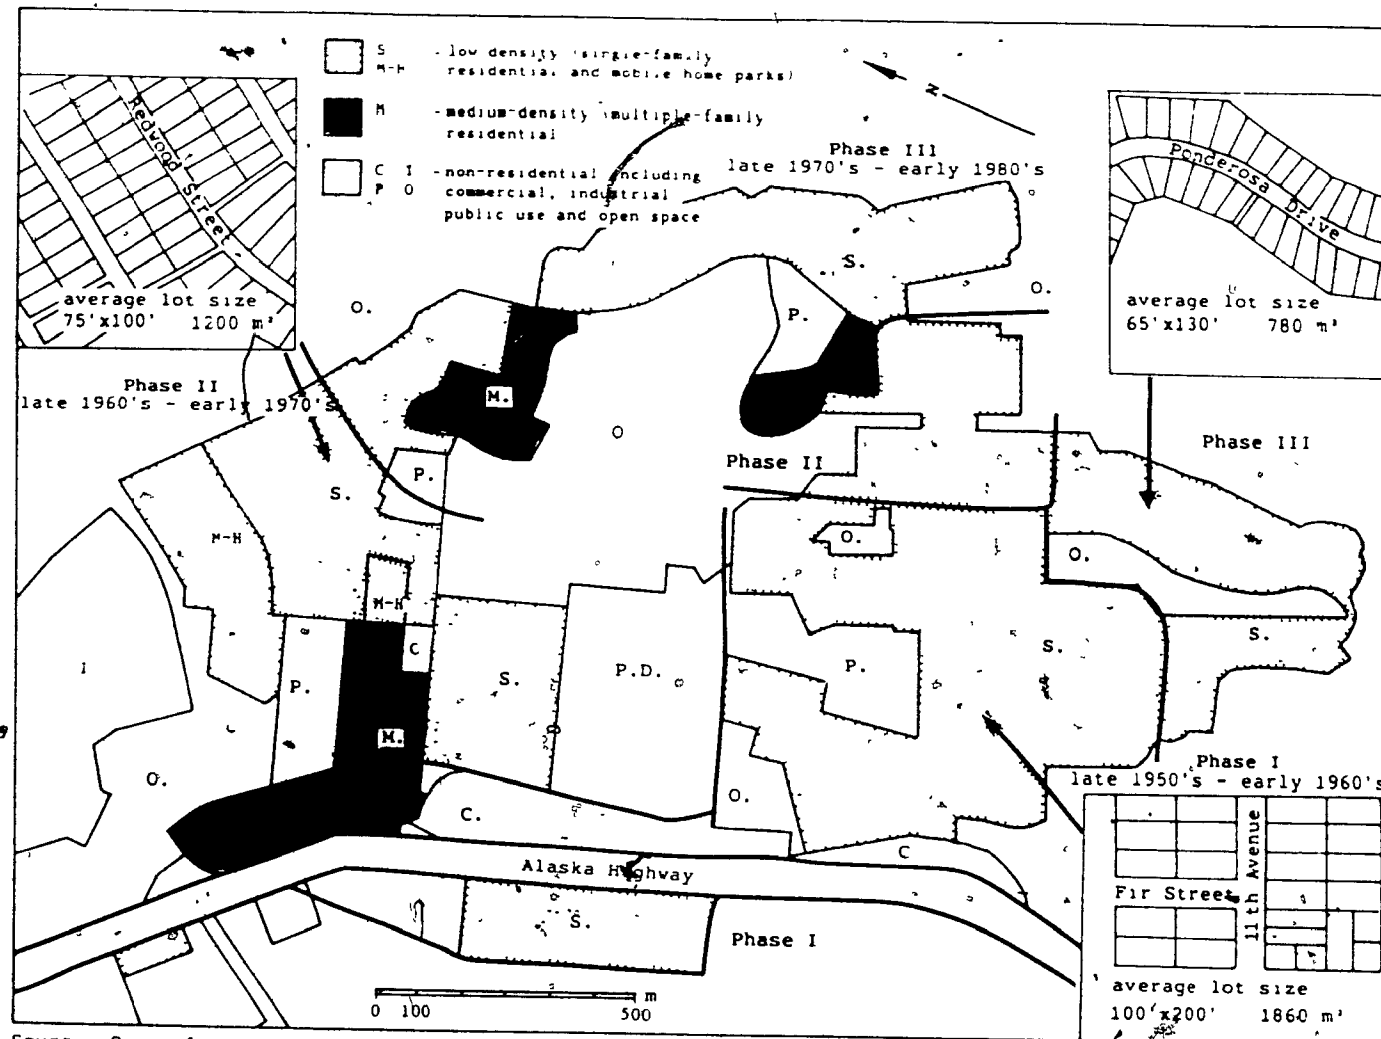 S - low density (single-family
M-H residential and mobile home parks)
M - medium-density (multiple-family
residential
C I - non-residential including
P O commercial, industrial
public use and open space
N
Redwood Street
average lot size
75'x100' 1200 m²
Phase II
late 1960's - early 1970's
Phase III
late 1970's - early 1980's
Ponderosa Drive
average lot size
65'x130' 780 m²
O.
S.
O.
P.
M.
O
Phase II
Phase III
P.
S.
M-H
O.
O.
M-H
C
S.
P.D.
P.
S.
S.
I
P.
M.
O.
O.
C.
C
Alaska Highway
S.
Phase I
Phase I
late 1950's - early 1960's
Fir Street
11th Avenue
average lot size
100'x200' 1860 m²
0 100 500 m